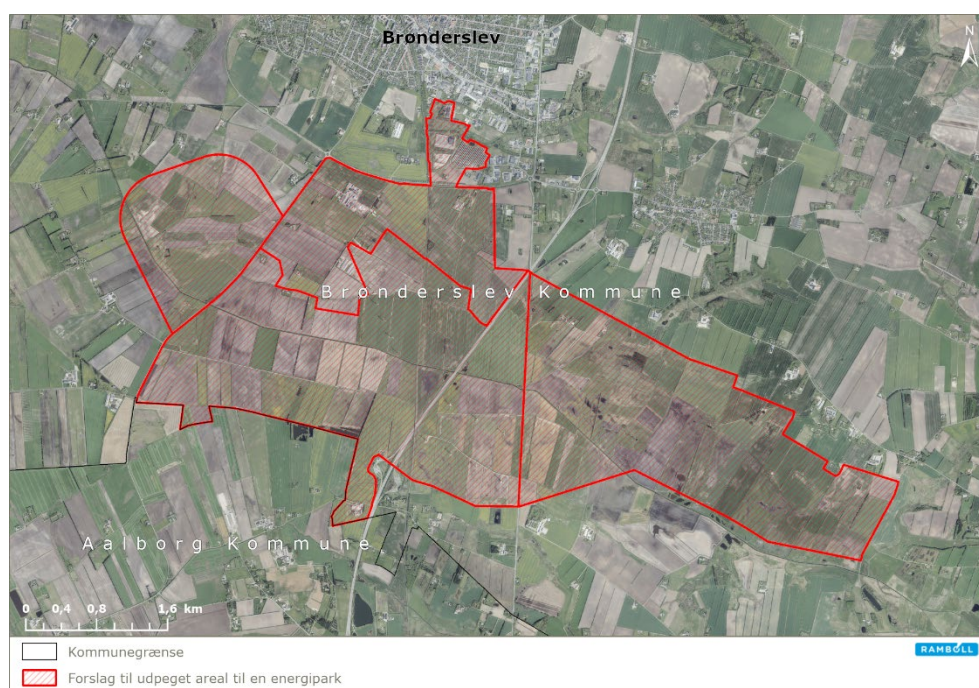 Brønderslev
N
Brønderslev Kommune
Aalborg Kommune
0 0,4 0,8 1,6 km
Kommunegrænse
RAMBOLL
Forslag til udpeget areal til en energipark